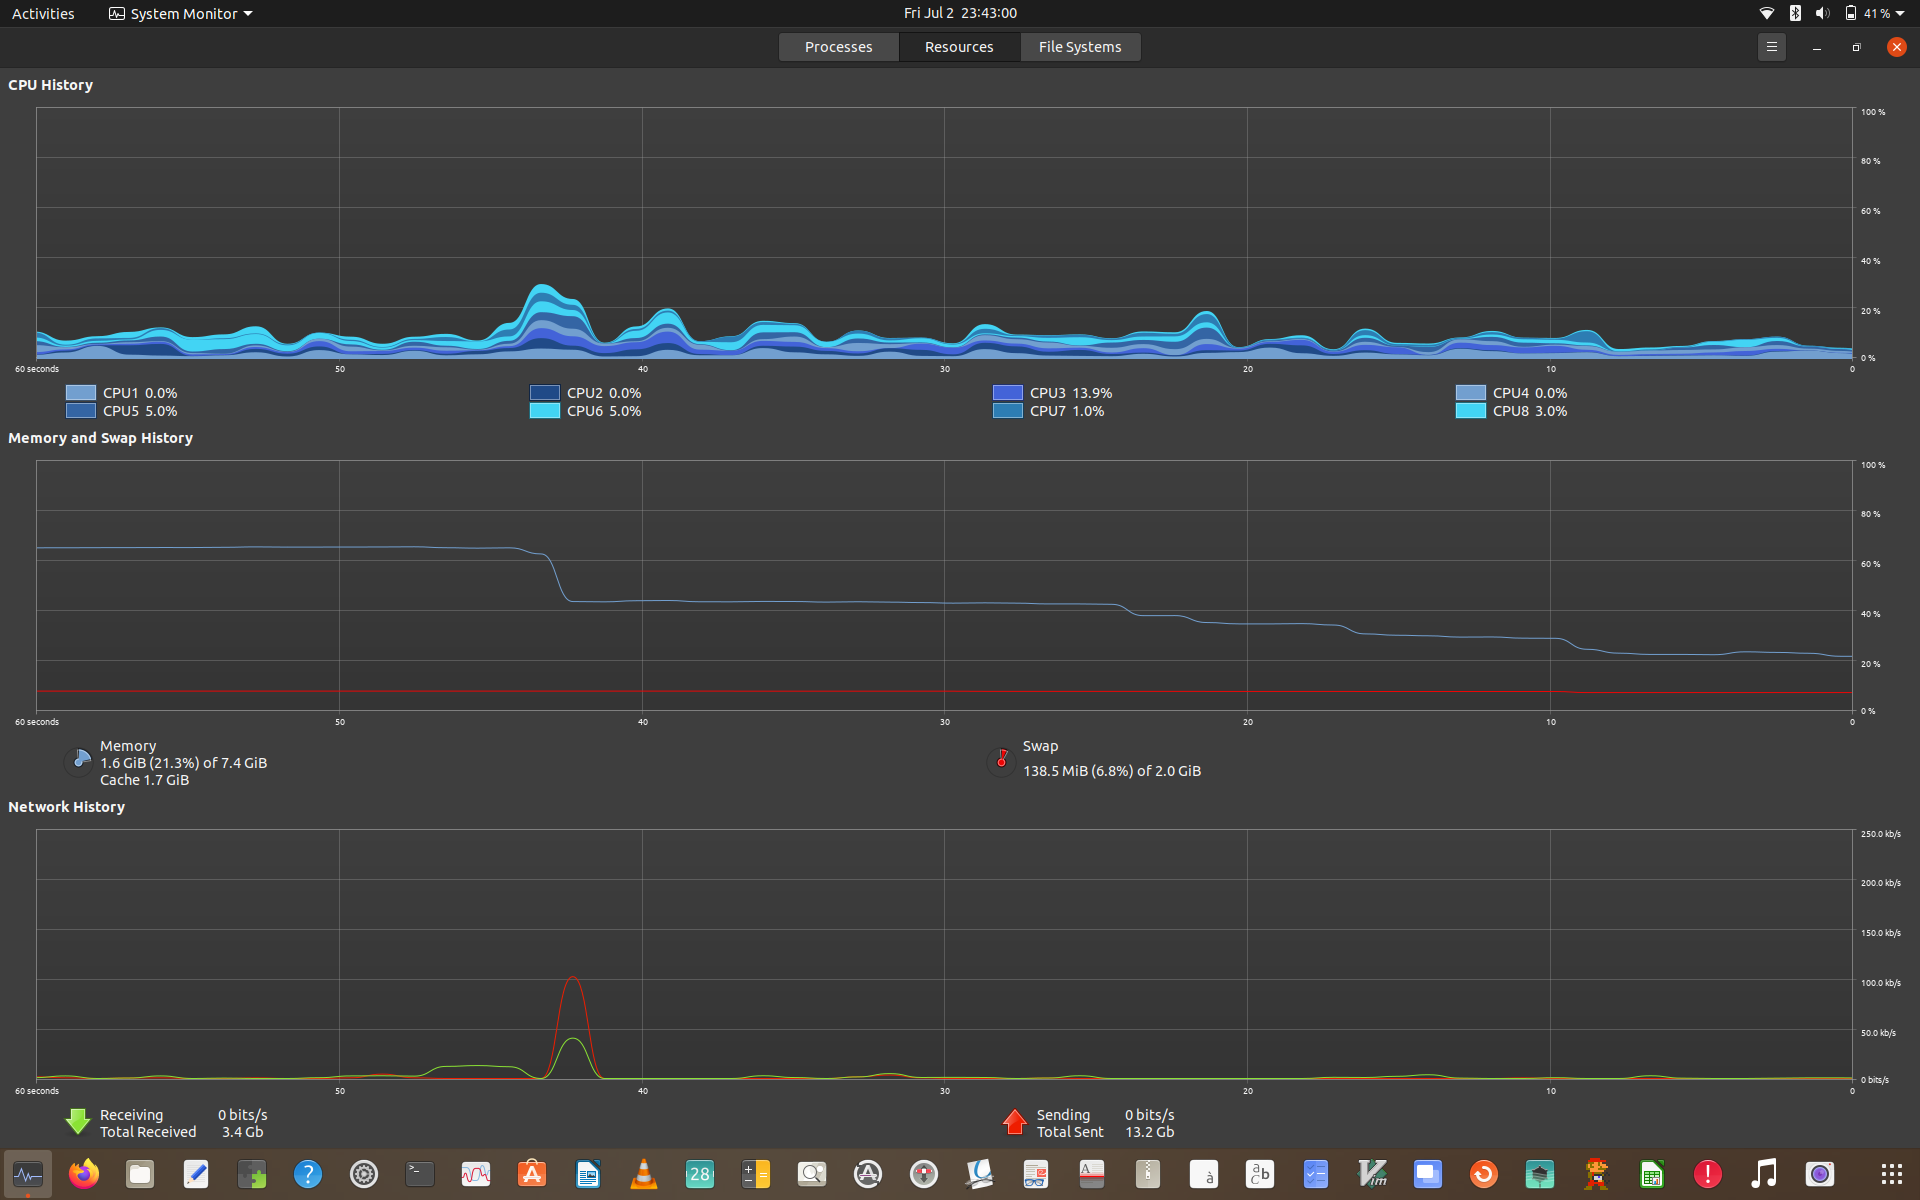 Activities System Monitor Fri Jul 2 23:43:00 41 %
Processes Resources File Systems
CPU History
100 %
80 %
60 %
40 %
20 %
0 %
60 seconds 50 40 30 20 10 0
CPU1 0.0% CPU2 0.0% CPU3 13.9% CPU4 0.0%
CPU5 5.0% CPU6 5.0% CPU7 1.0% CPU8 3.0%
Memory and Swap History
100 %
80 %
60 %
40 %
20 %
0 %
60 seconds 50 40 30 20 10 0
Memory
1.6 GiB (21.3%) of 7.4 GiB
Cache 1.7 GiB
Swap
138.5 MiB (6.8%) of 2.0 GiB
Network History
250.0 kb/s
200.0 kb/s
150.0 kb/s
100.0 kb/s
50.0 kb/s
0 bits/s
60 seconds 50 40 30 20 10 0
Receiving 0 bits/s
Total Received 3.4 Gb
Sending 0 bits/s
Total Sent 13.2 Gb
? >_ A 28 A A à a b c Vim !